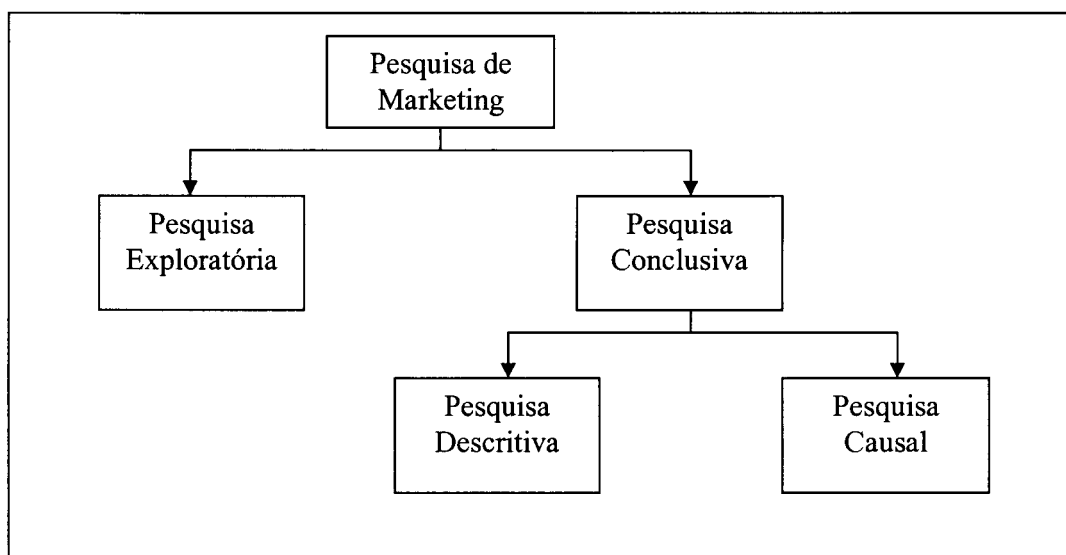 Pesquisa de
Marketing
Pesquisa
Exploratória
Pesquisa
Conclusiva
Pesquisa
Descritiva
Pesquisa
Causal